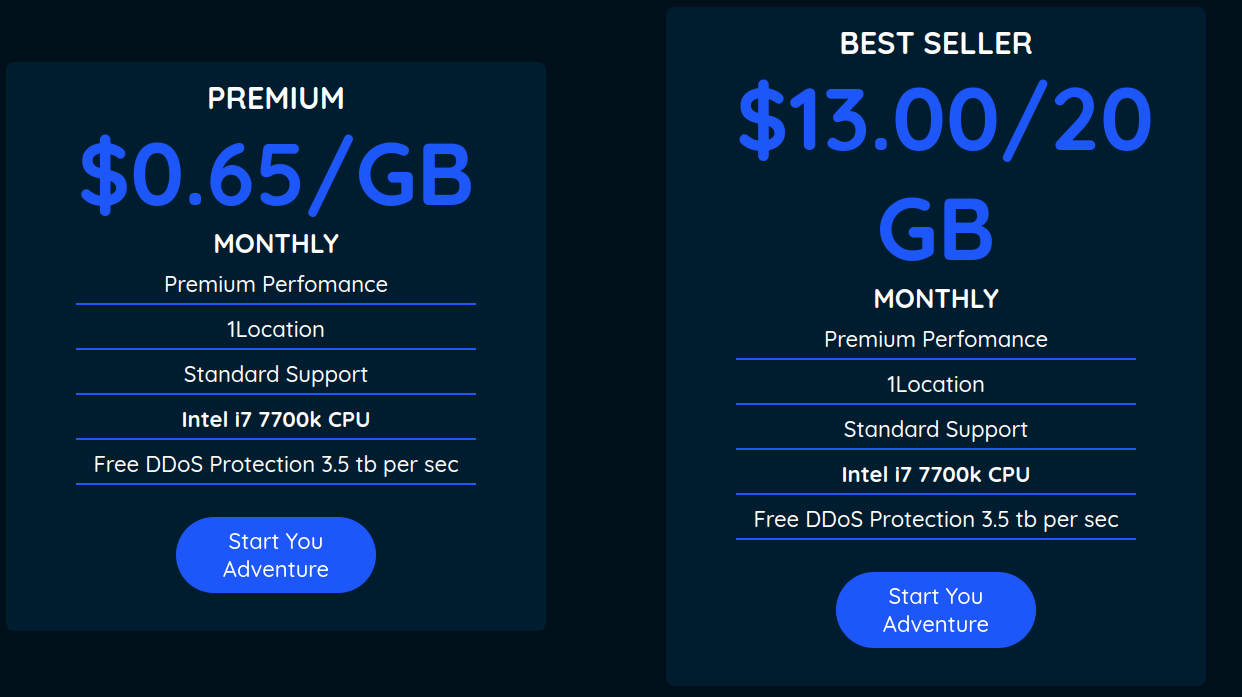 PREMIUM
$0.65/GB
MONTHLY
Premium Perfomance
1Location
Standard Support
Intel i7 7700k CPU
Free DDoS Protection 3.5 tb per sec
Start You
Adventure
BEST SELLER
$13.00/20
GB
MONTHLY
Premium Perfomance
1Location
Standard Support
Intel i7 7700k CPU
Free DDoS Protection 3.5 tb per sec
Start You
Adventure